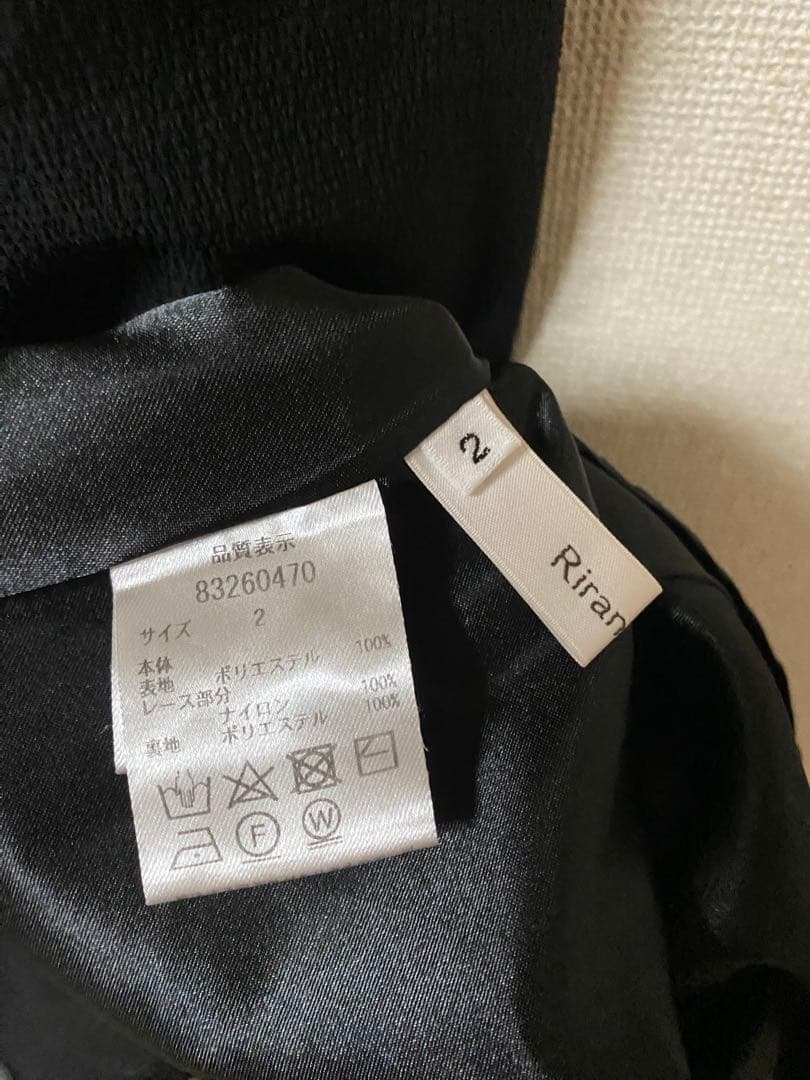 2
Riran
品質表示
83260470
サイズ 2
本体
表地 ポリエステル 100%
レース部分
ナイロン 100%
裏地 ポリエステル 100%
F
W